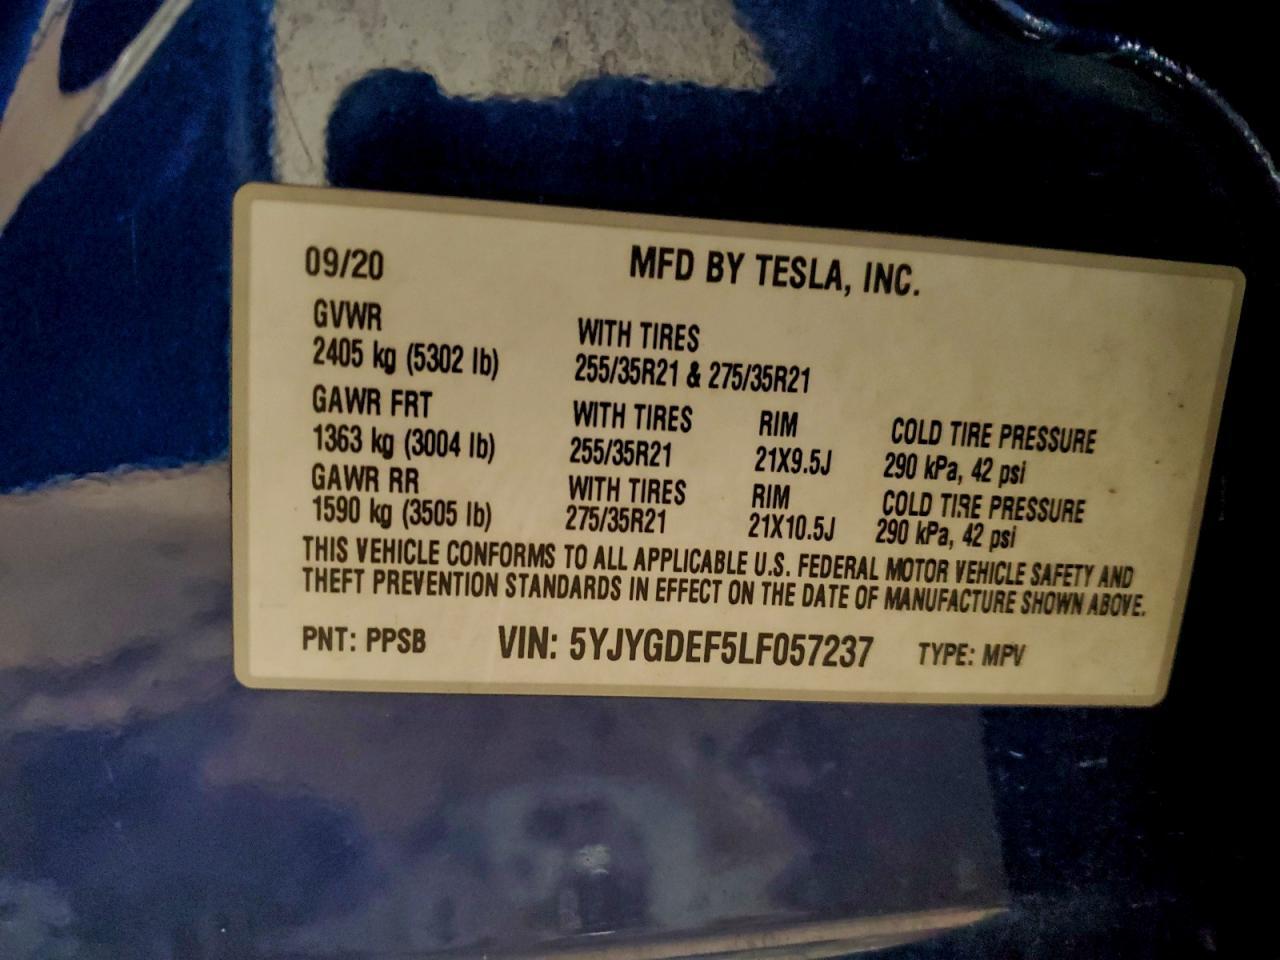 09/20 MFD BY TESLA, INC.
GVWR WITH TIRES
2405 kg (5302 lb) 255/35R21 & 275/35R21
GAWR FRT WITH TIRES RIM COLD TIRE PRESSURE
1363 kg (3004 lb) 255/35R21 21X9.5J 290 kPa, 42 psi
GAWR RR WITH TIRES RIM COLD TIRE PRESSURE
1590 kg (3505 lb) 275/35R21 21X10.5J 290 kPa, 42 psi
THIS VEHICLE CONFORMS TO ALL APPLICABLE U.S. FEDERAL MOTOR VEHICLE SAFETY AND
THEFT PREVENTION STANDARDS IN EFFECT ON THE DATE OF MANUFACTURE SHOWN ABOVE.
PNT: PPSB VIN: 5YJYGDEF5LF057237 TYPE: MPV